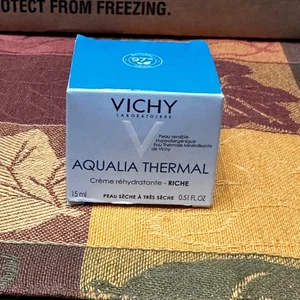 OTECT FROM FREEZING.
97%
VICHY
LABORATOIRES
Peau sensible
Hypoallergénique
Eau Thermale Minéralisante
de Vichy
AQUALIA THERMAL
Crème réhydratante - RICHE
15 ml
PEAU SÈCHE À TRÈS SÈCHE
0.51 FL.OZ